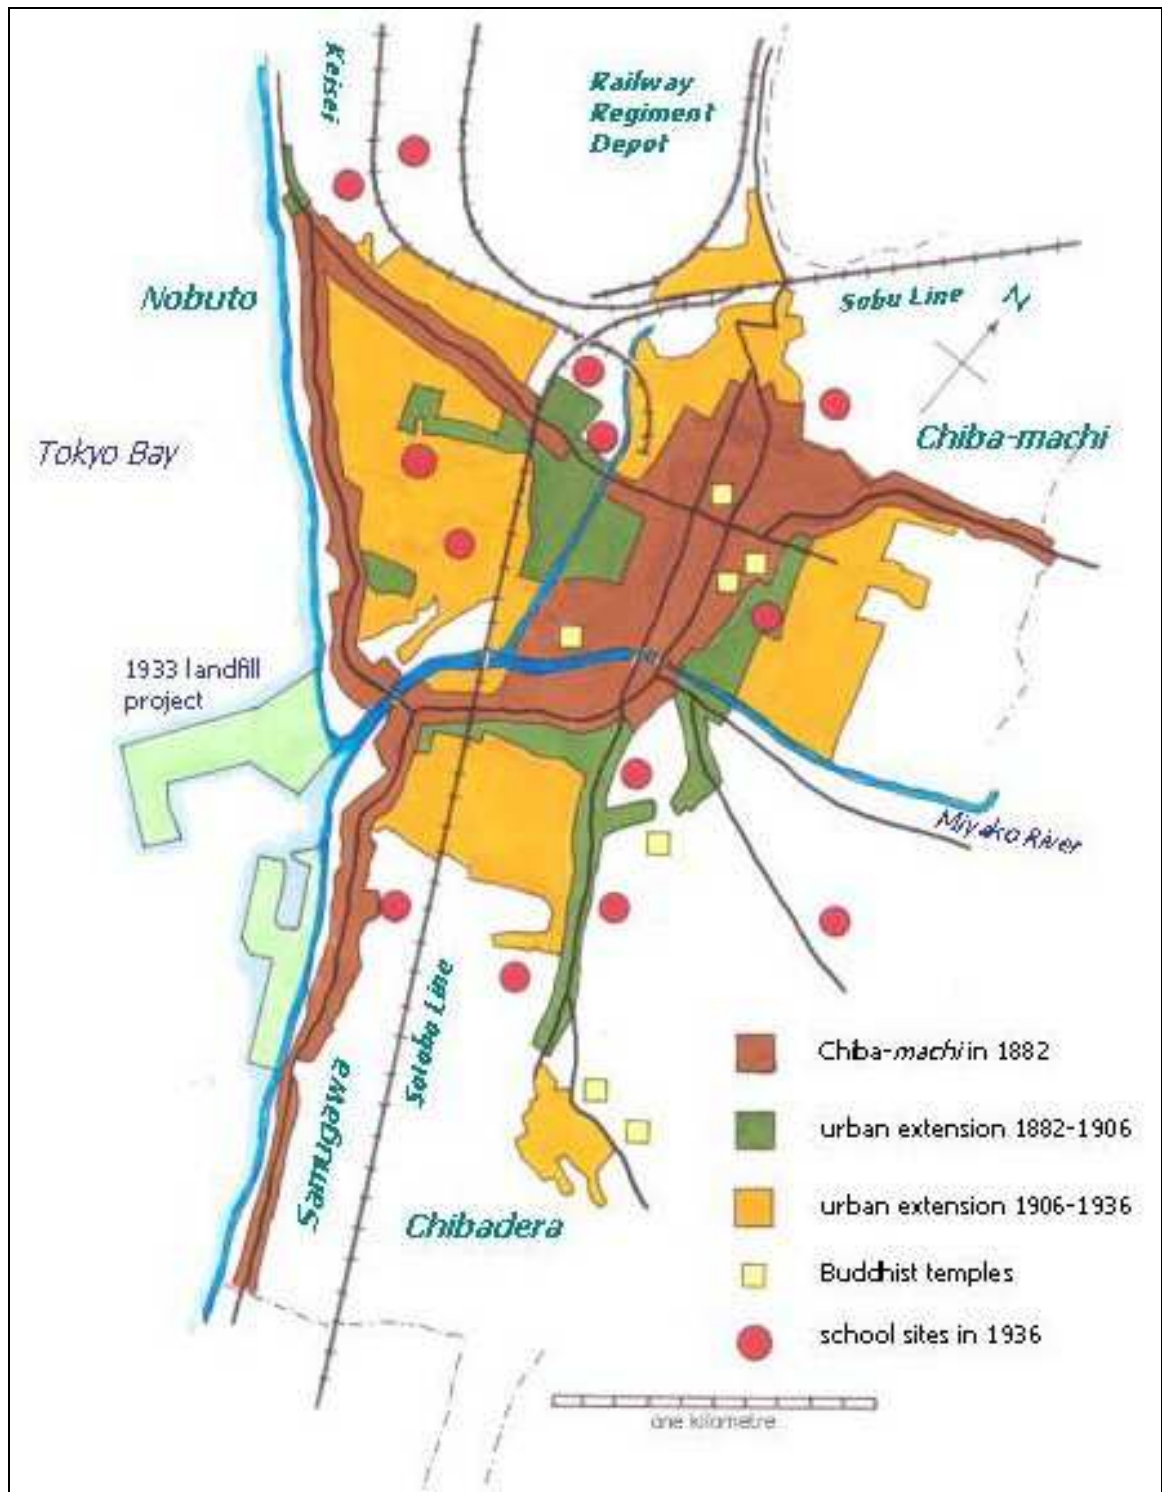 Keisei
Railway
Regiment
Depot
Nobuto
Sobu Line
N
Tokyo Bay
Chiba-machi
1933 landfill
project
Miyako River
Sotobo Line
Samugawa
Chibadera
Chiba-machi in 1882
urban extension 1882-1906
urban extension 1906-1936
Buddhist temples
school sites in 1936
one kilometre